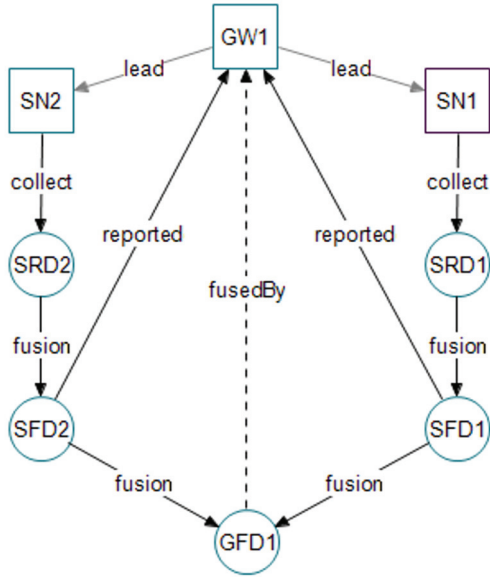 GW1
lead
lead
SN2
SN1
collect
collect
reported
reported
SRD2
SRD1
fusedBy
fusion
fusion
SFD2
SFD1
fusion
fusion
GFD1